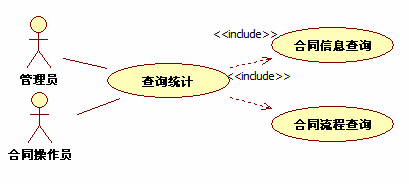 <<include>>
合同信息查询
管理员
查询统计
<<include>>
合同流程查询
合同操作员